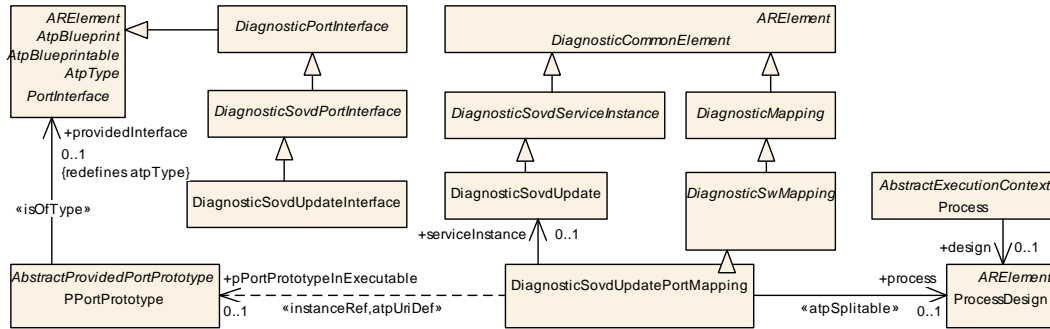 ARElement
AtpBlueprint
AtpBlueprintable
AtpType
PortInterface
DiagnosticPortInterface
ARElement
DiagnosticCommonElement
DiagnosticSovdPortInterface
DiagnosticSovdServiceInstance
DiagnosticMapping
+providedInterface
0..1
{redefines atpType}
«isOfType»
DiagnosticSovdUpdateInterface
DiagnosticSovdUpdate
DiagnosticSwMapping
AbstractExecutionContext
Process
+serviceInstance
0..1
+design
0..1
AbstractProvidedPortPrototype
PPortPrototype
+pPortPrototypeInExecutable
0..1
«instanceRef,atpUriDef»
DiagnosticSovdUpdatePortMapping
+process
0..1
«atpSplitable»
ARElement
ProcessDesign